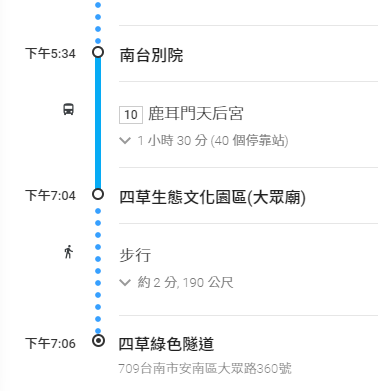 下午5:34 南台別院
10 鹿耳門天后宮
1 小時 30 分 (40 個停靠站)
下午7:04 四草生態文化園區(大眾廟)
步行
約 2 分, 190 公尺
下午7:06 四草綠色隧道
709台南市安南區大眾路360號